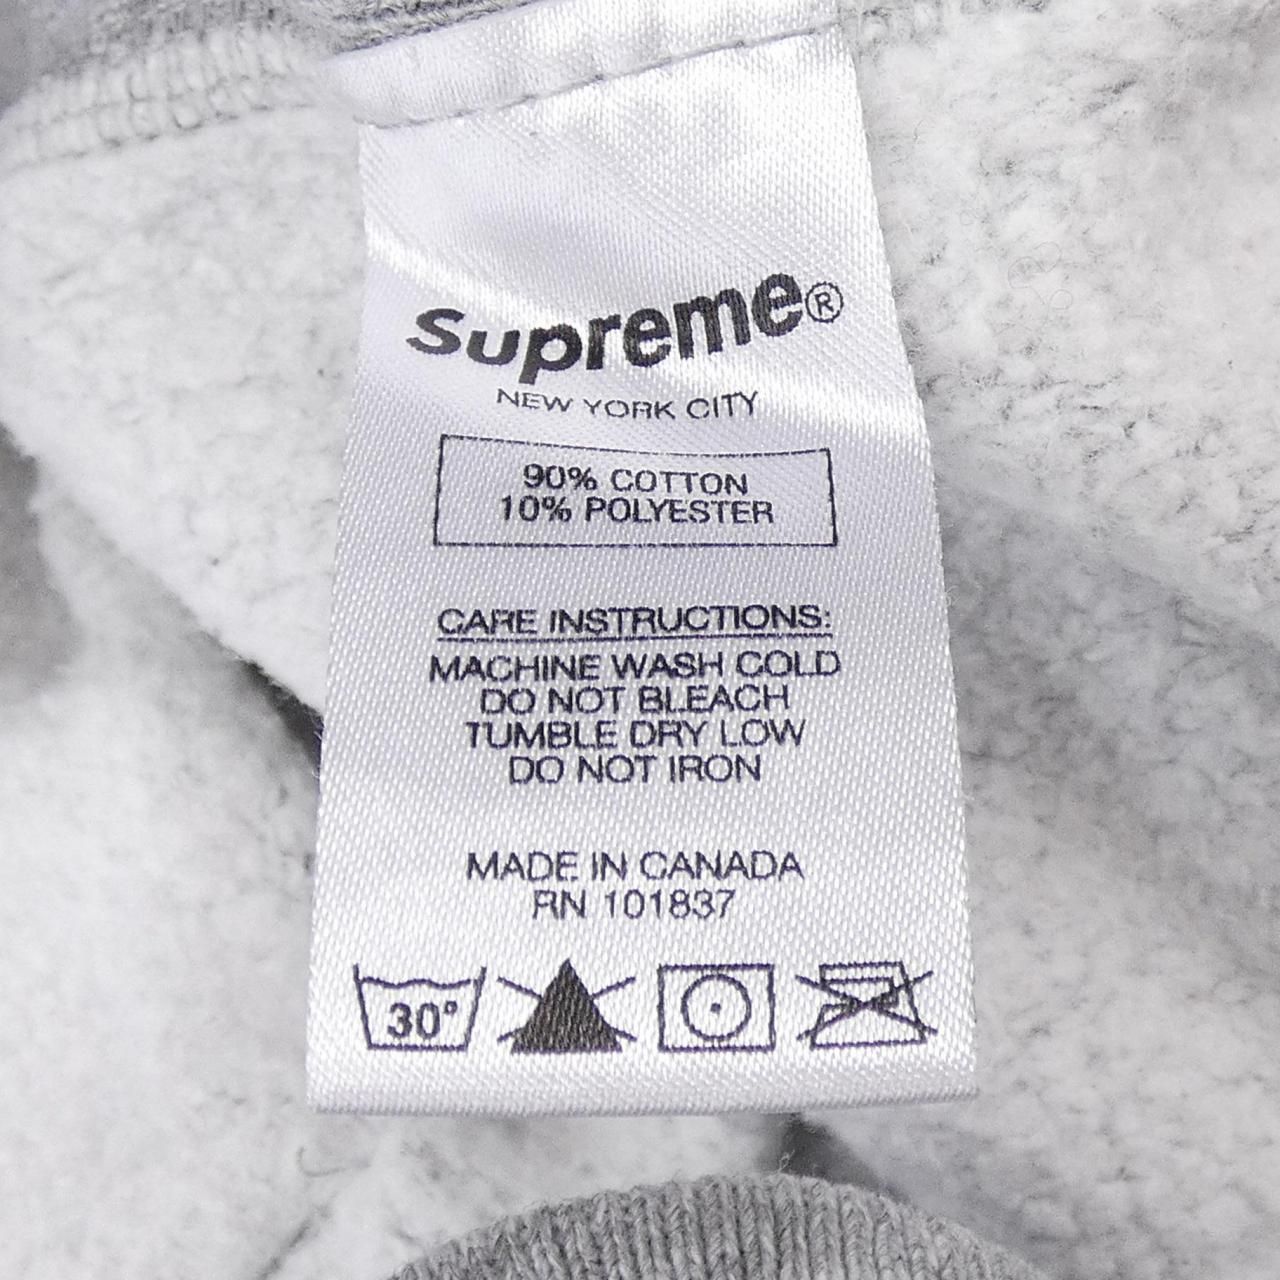 Supreme®
NEW YORK CITY
90% COTTON
10% POLYESTER
CARE INSTRUCTIONS:
MACHINE WASH COLD
DO NOT BLEACH
TUMBLE DRY LOW
DO NOT IRON
MADE IN CANADA
RN 101837
30°